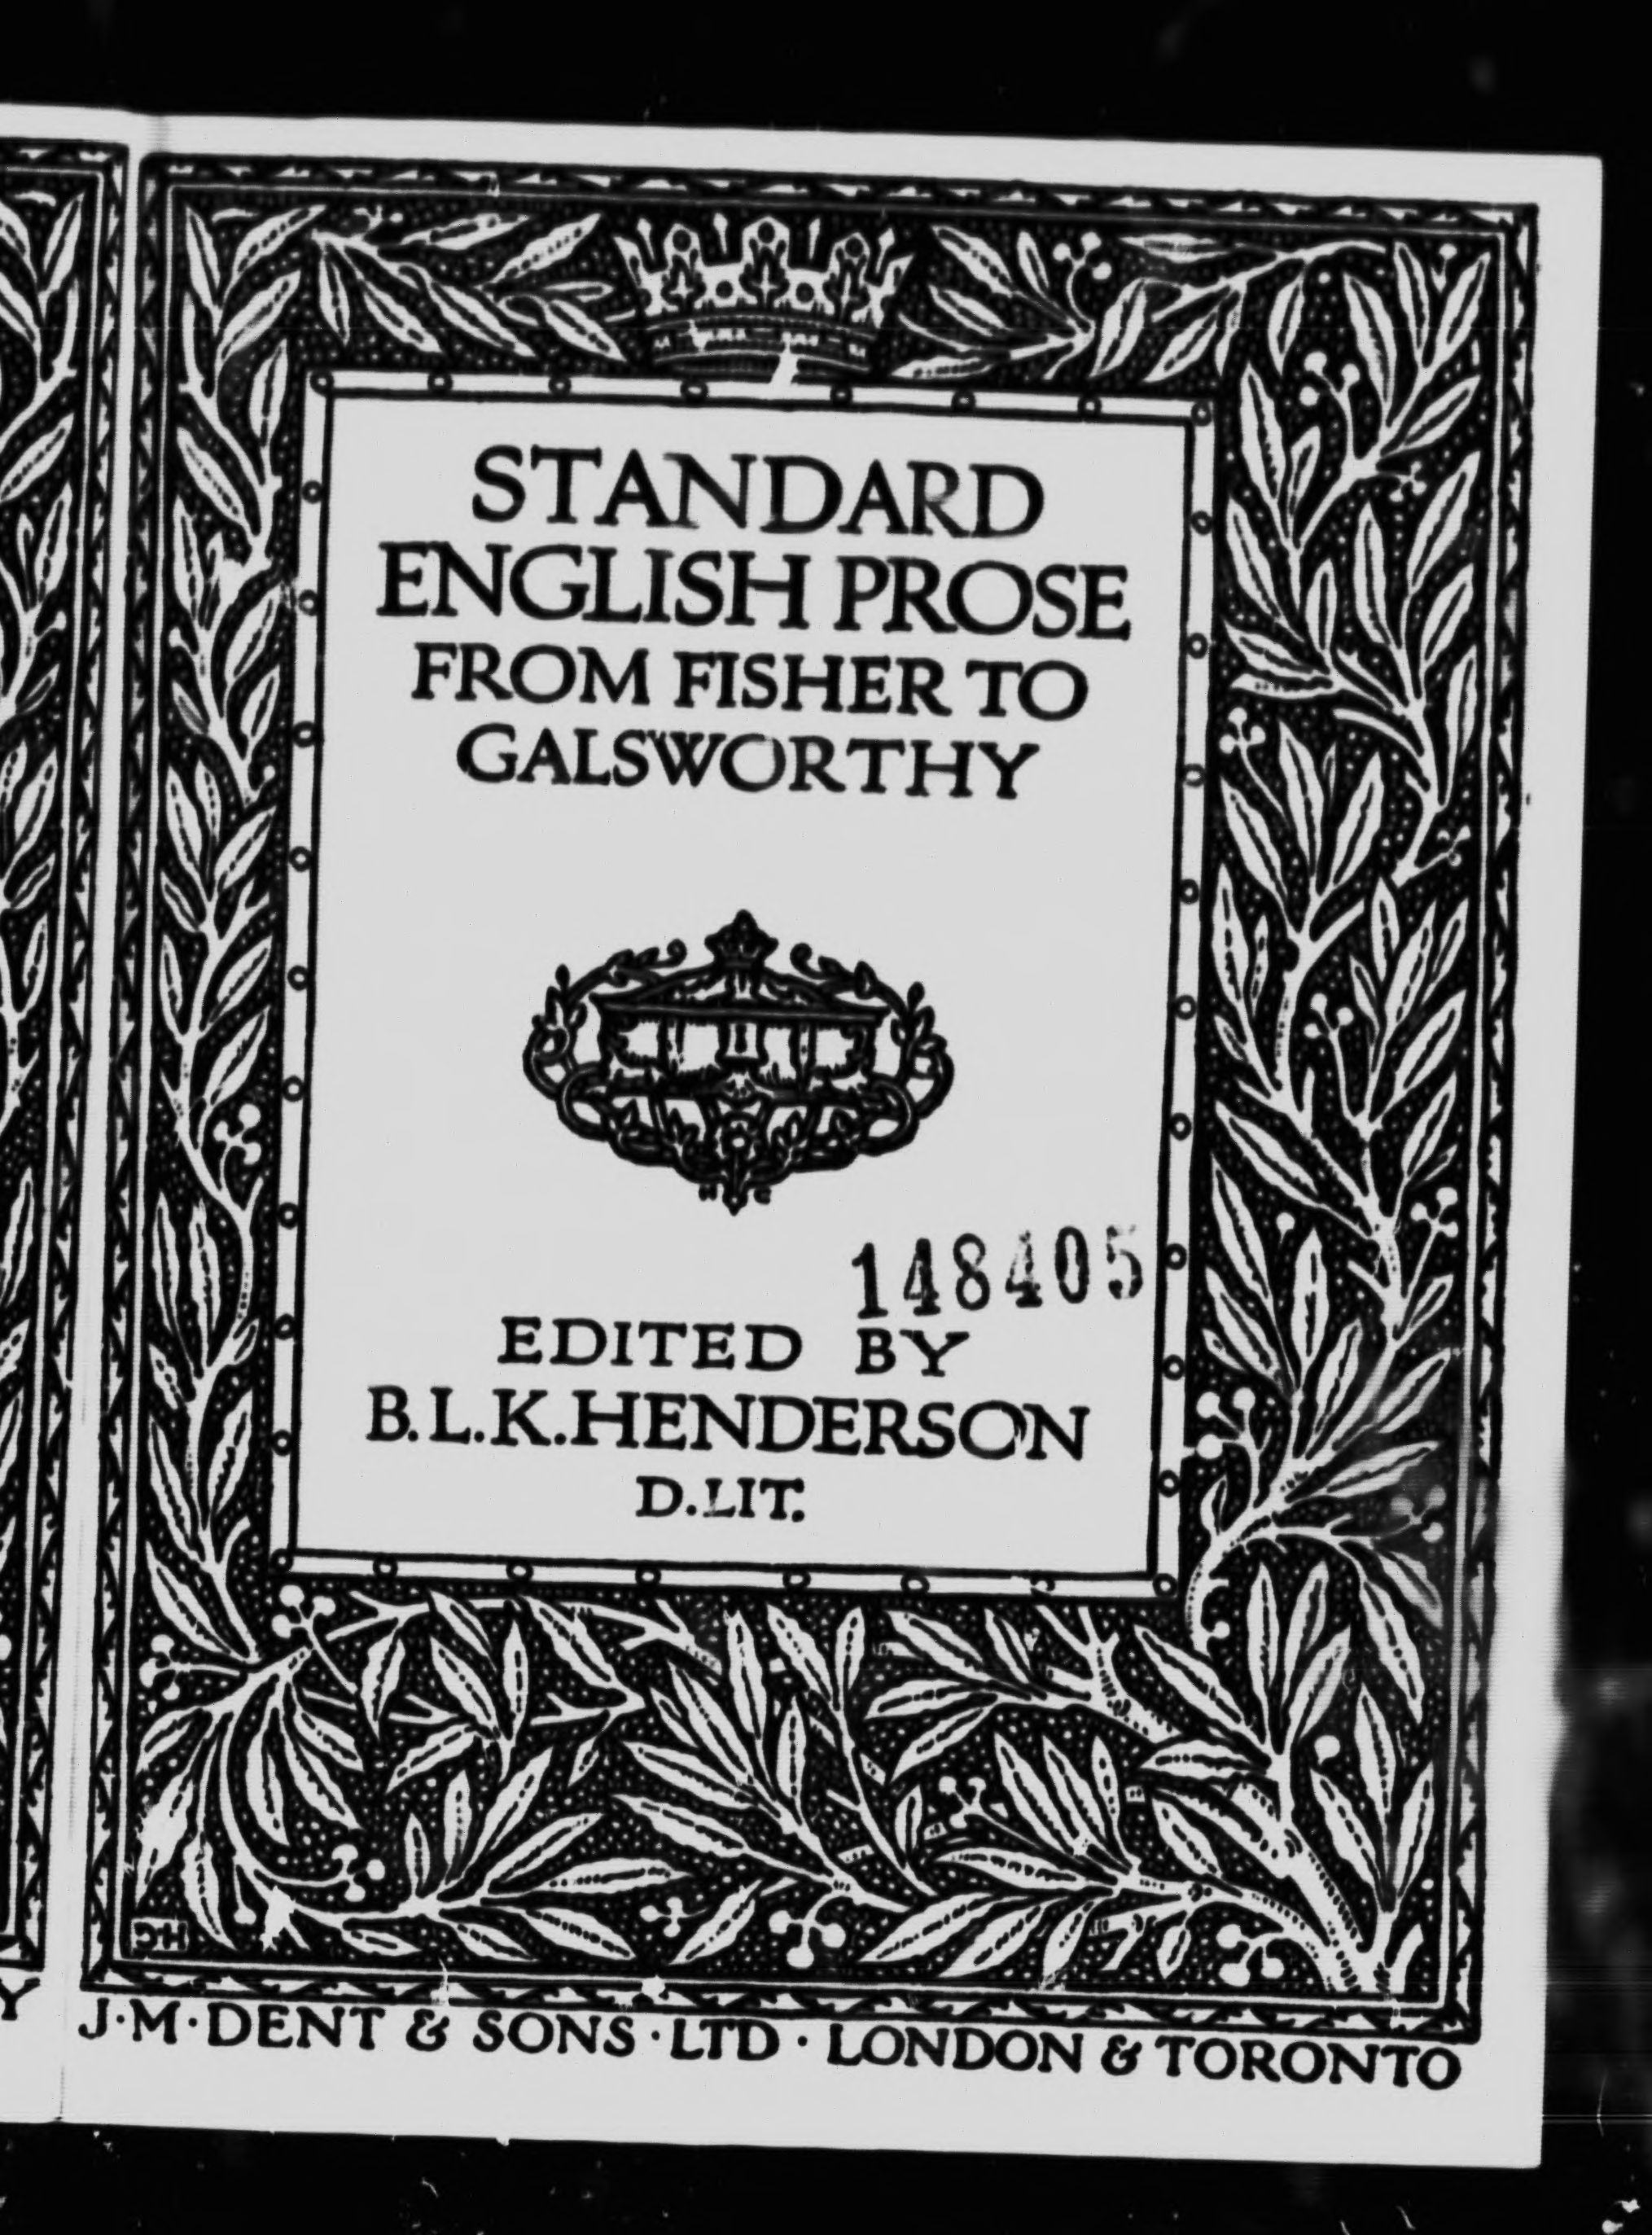 STANDARD
ENGLISH PROSE
FROM FISHER TO
GALSWORTHY
148405
EDITED BY
B.L.K.HENDERSON
D.LIT.
Y
J·M·DENT & SONS·LTD·LONDON & TORONTO